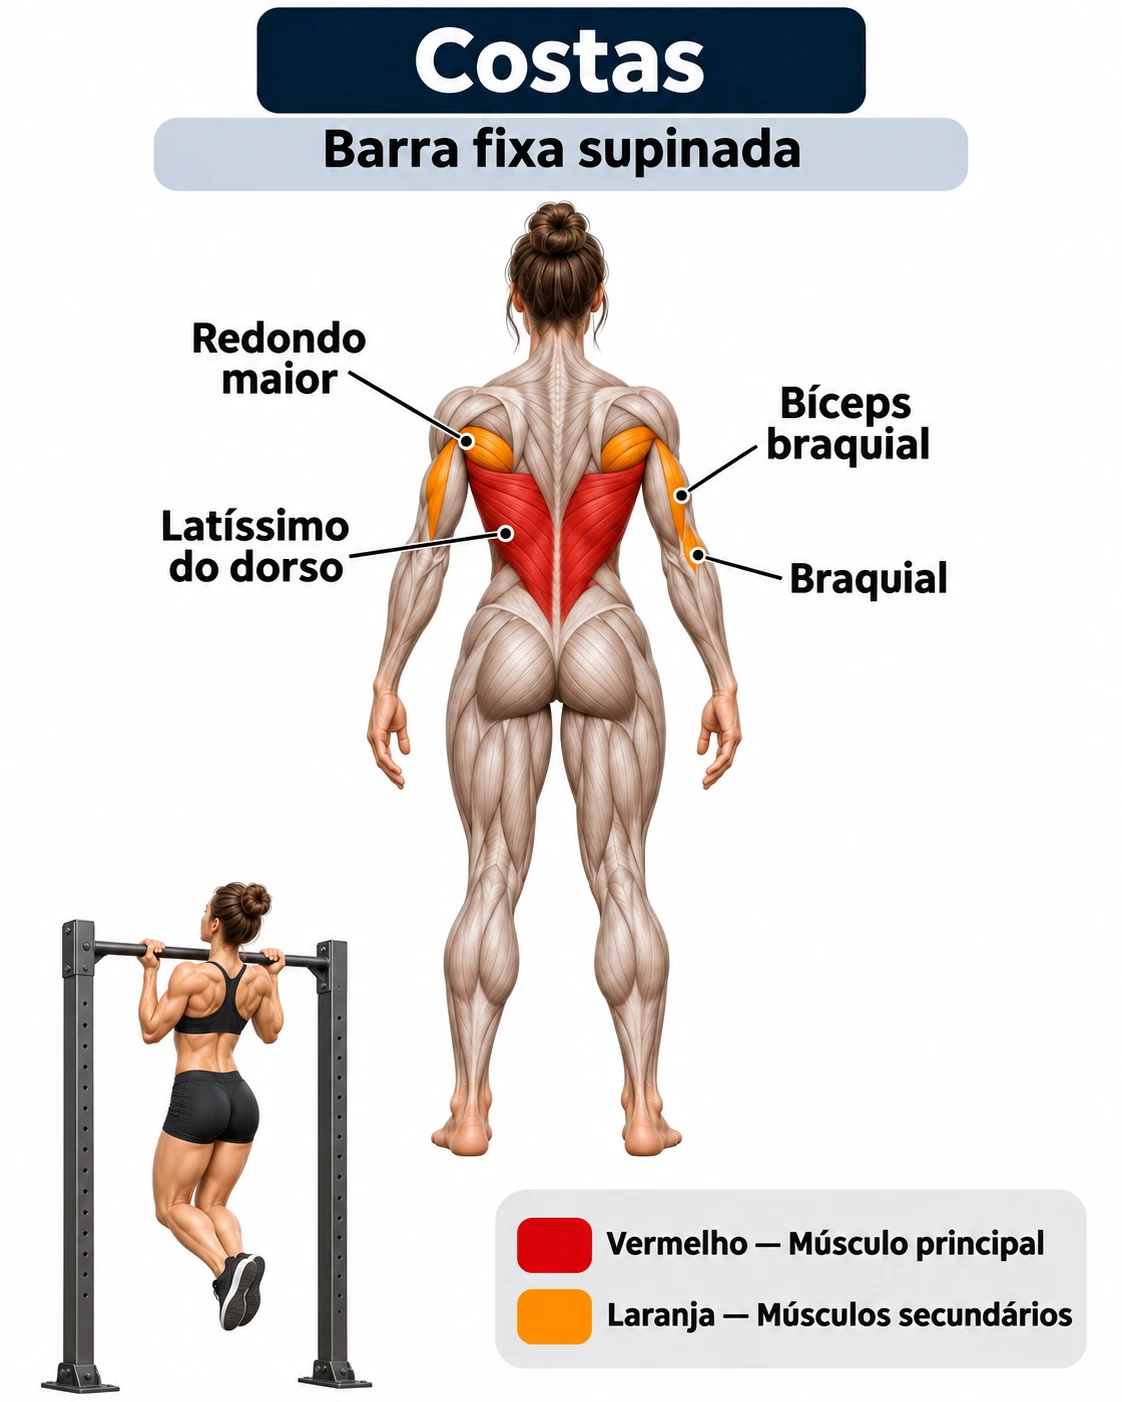 Costas
Barra fixa supinada
Redondo
maior
Bíceps
braquial
Latíssimo
do dorso
Braquial
Vermelho — Músculo principal
Laranja — Músculos secundários